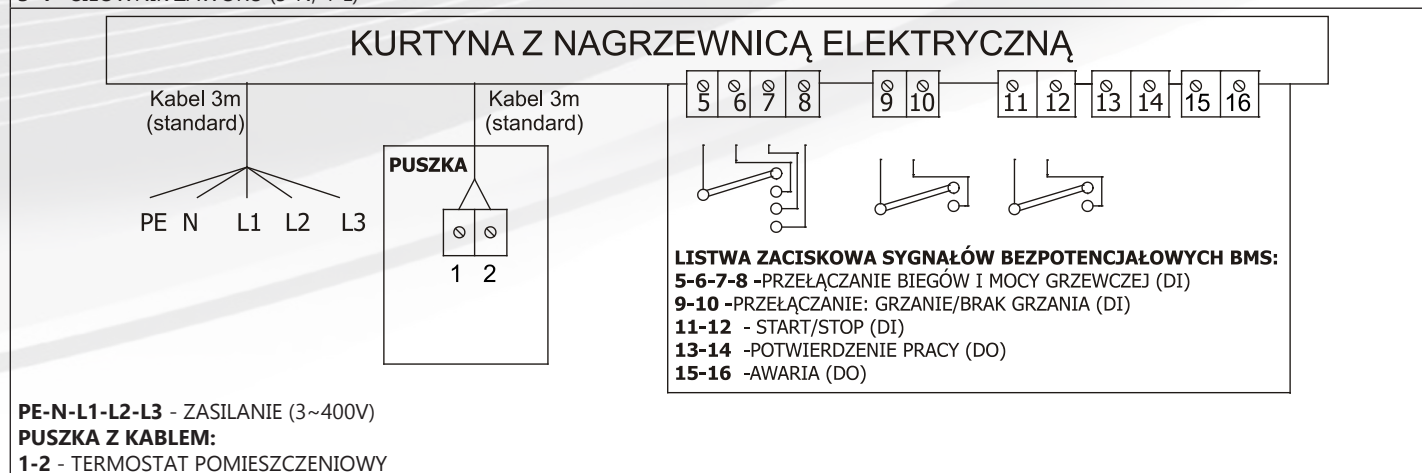 KURTYNA Z NAGRZEWNICĄ ELEKTRYCZNĄ
Kabel 3m
(standard)
Kabel 3m
(standard)
5 6 7 8 9 10 11 12 13 14 15 16
PUSZKA
PE N L1 L2 L3
1 2
LISTWA ZACISKOWA SYGNAŁÓW BEZPOTENCJAŁOWYCH BMS:
5-6-7-8 -PRZEŁĄCZANIE BIEGÓW I MOCY GRZEWCZEJ (DI)
9-10 -PRZEŁĄCZANIE: GRZANIE/BRAK GRZANIA (DI)
11-12 - START/STOP (DI)
13-14 -POTWIERDZENIE PRACY (DO)
15-16 -AWARIA (DO)
PE-N-L1-L2-L3 - ZASILANIE (3~400V)
PUSZKA Z KABLEM:
1-2 - TERMOSTAT POMIESZCZENIOWY